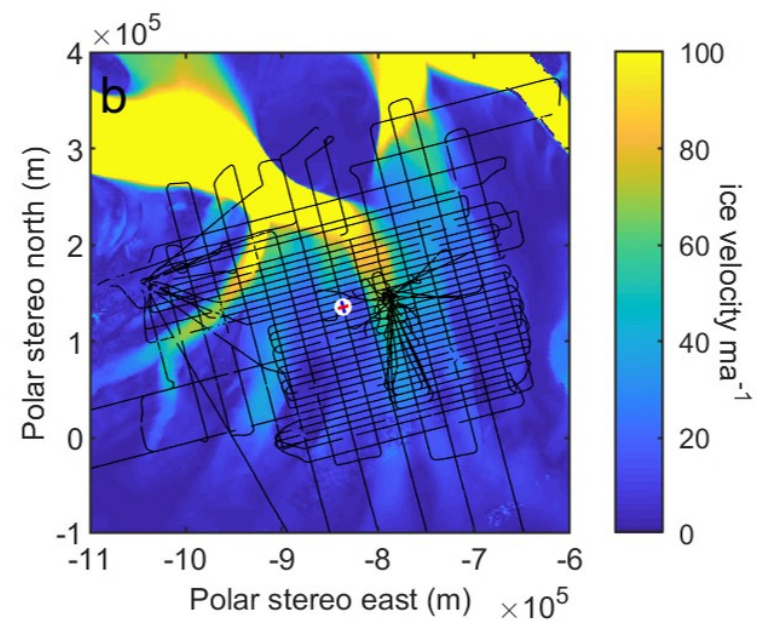 ×10⁵
b
4
3
2
1
0
-1
Polar stereo north (m)
-11 -10 -9 -8 -7 -6
Polar stereo east (m) ×10⁵
100
80
60
40
20
0
ice velocity ma⁻¹